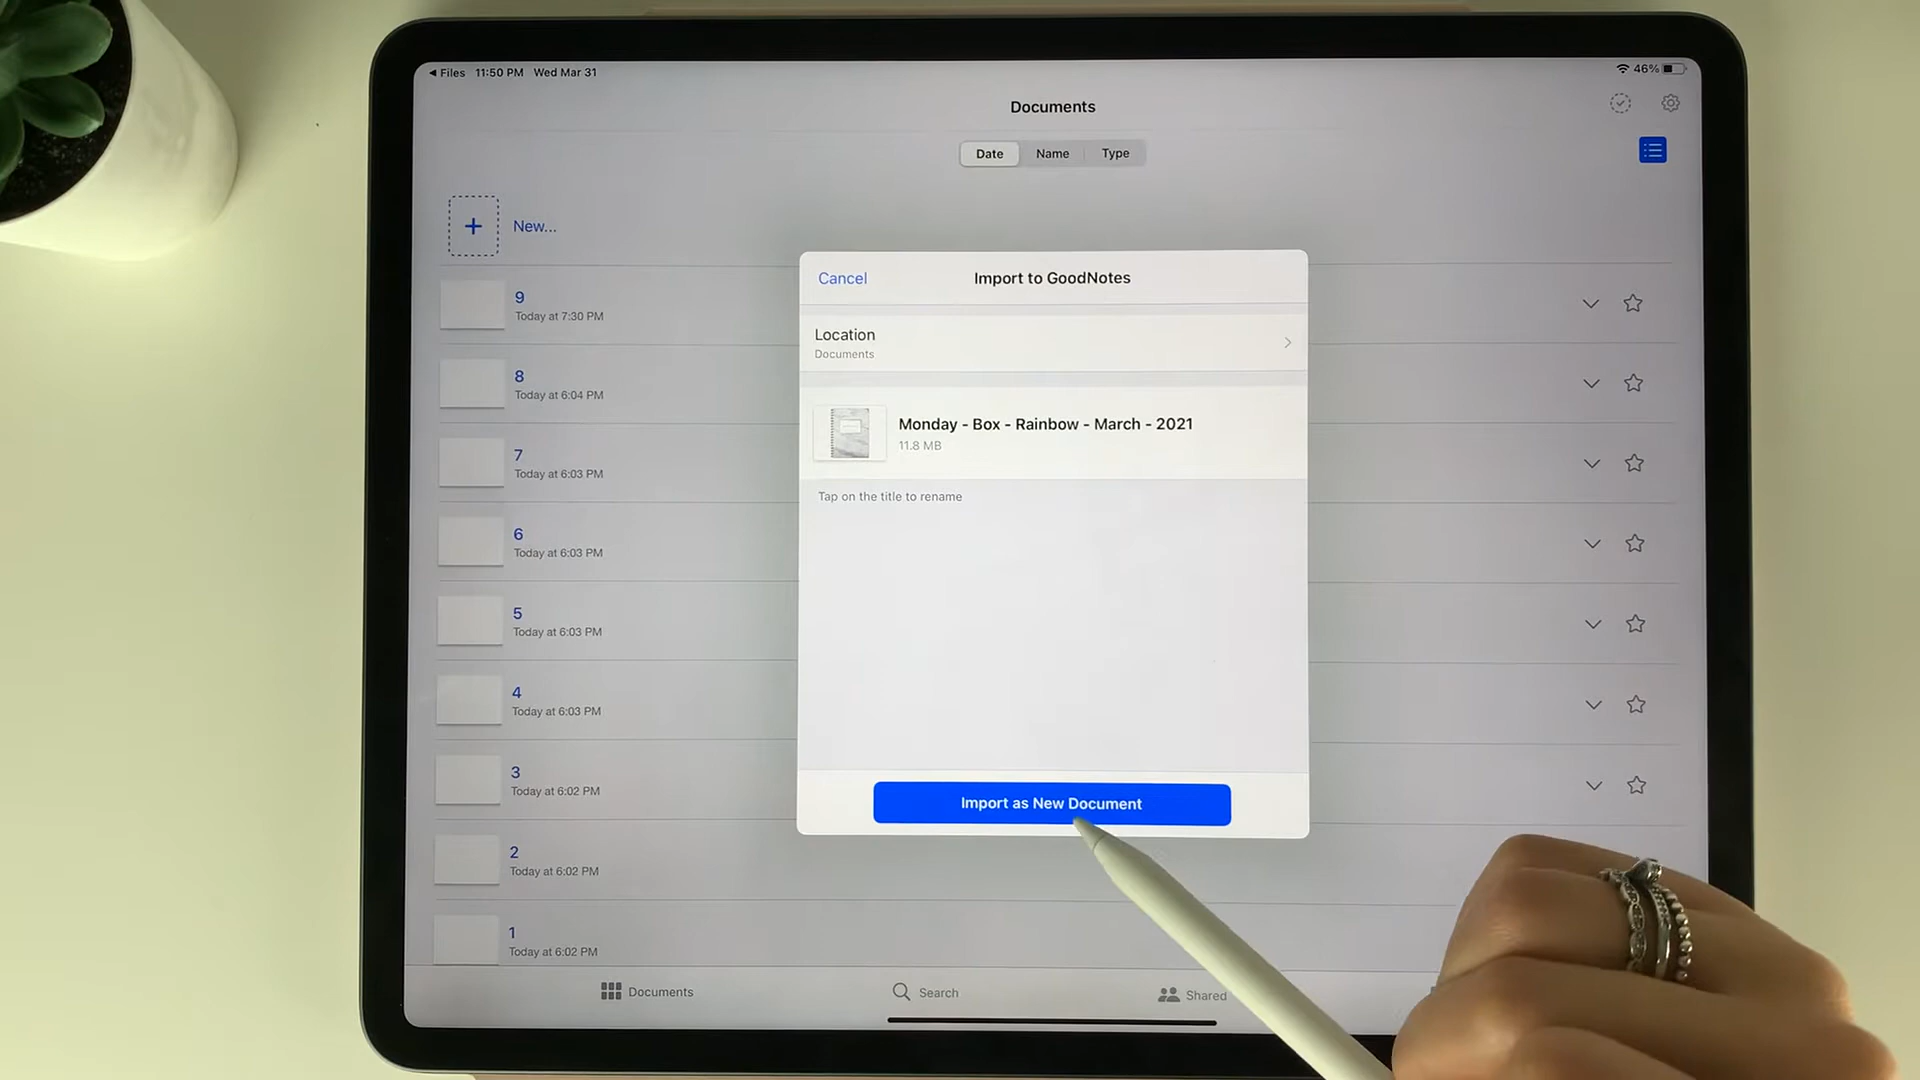 ◀ Files 11:50 PM Wed Mar 31
46%
Documents
Date Name Type
New...
9
Today at 7:30 PM
8
Today at 6:04 PM
7
Today at 6:03 PM
6
Today at 6:03 PM
5
Today at 6:03 PM
4
Today at 6:03 PM
3
Today at 6:02 PM
2
Today at 6:02 PM
1
Today at 6:02 PM
Cancel Import to GoodNotes
Location
Documents
Monday - Box - Rainbow - March - 2021
11.8 MB
Tap on the title to rename
Import as New Document
Documents Search Shared